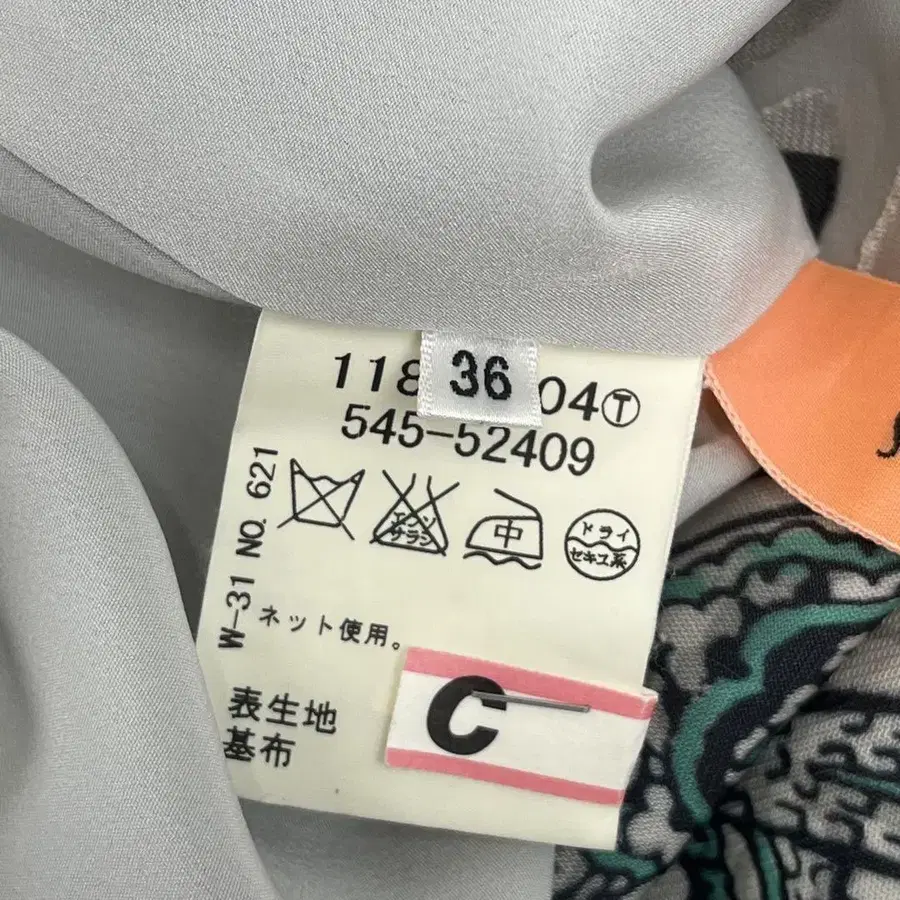 36
118 04Ⓣ
545-52409
W-31 NO. 621
エンソ
サラシ
中
ドライ
セキユ系
ネット使用。
C
表生地
基布